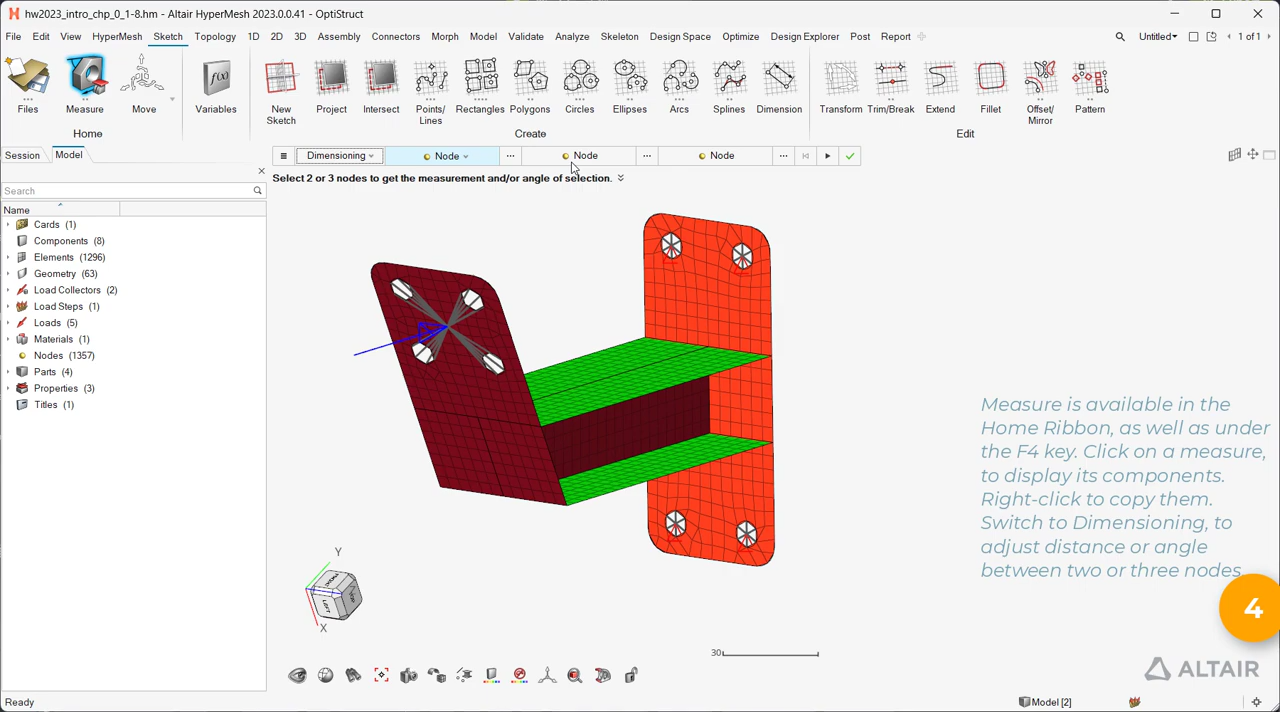 hw2023_intro_chp_0_1-8.hm - Altair HyperMesh 2023.0.0.41 - OptiStruct
File Edit View HyperMesh Sketch Topology 1D 2D 3D Assembly Connectors Morph Model Validate Analyze Skeleton Design Space Optimize Design Explorer Post Report Untitled 1 of 1
Files Measure Move Variables New Sketch Project Intersect Points/Lines Rectangles Polygons Circles Ellipses Arcs Splines Dimension Transform Trim/Break Extend Fillet Offset/Mirror Pattern
Home Create Edit
Session Model Dimensioning Node Node Node
Select 2 or 3 nodes to get the measurement and/or angle of selection.
Search
Name
Cards (1)
Components (8)
Elements (1296)
Geometry (63)
Load Collectors (2)
Load Steps (1)
Loads (5)
Materials (1)
Nodes (1357)
Parts (4)
Properties (3)
Titles (1)
Measure is available in the
Home Ribbon, as well as under
the F4 key. Click on a measure,
to display its components.
Right-click to copy them.
Switch to Dimensioning, to
adjust distance or angle
between two or three nodes.
4
Y
LEFT
X
30
ALTAIR
Ready Model [2]